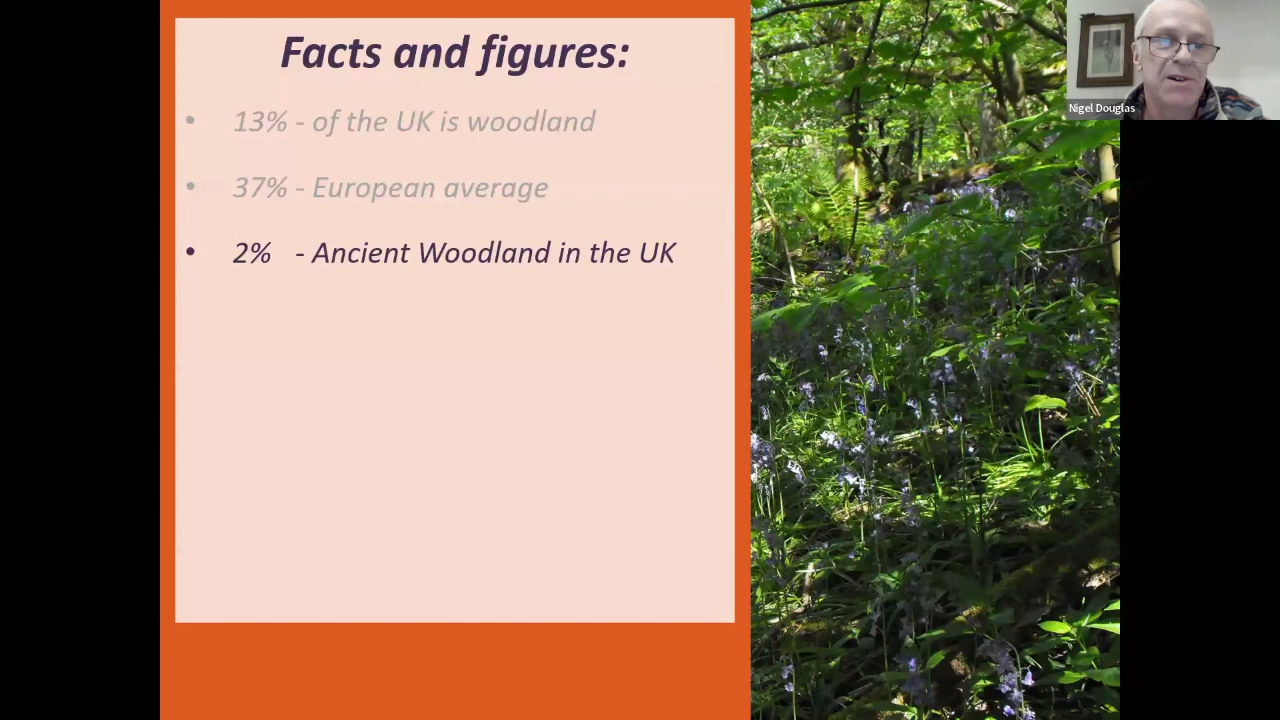 Facts and figures:
• 13% - of the UK is woodland
• 37% - European average
• 2% - Ancient Woodland in the UK
Nigel Douglas